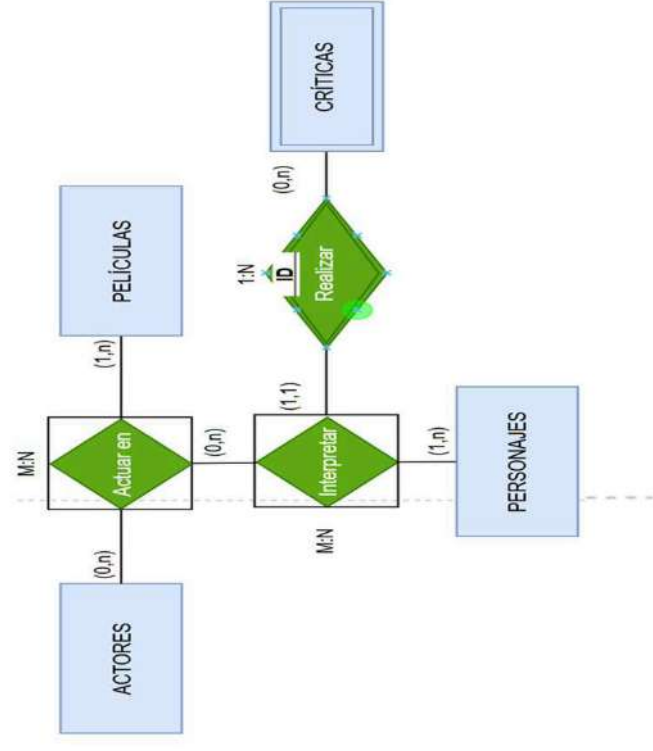 M:N
ACTORES
(0,n)
Actuar en
(1,n)
PELÍCULAS
(0,n)
1:N
ID
(1,1)
(0,n)
M:N
Interpretar
Realizar
CRÍTICAS
(1,n)
PERSONAJES